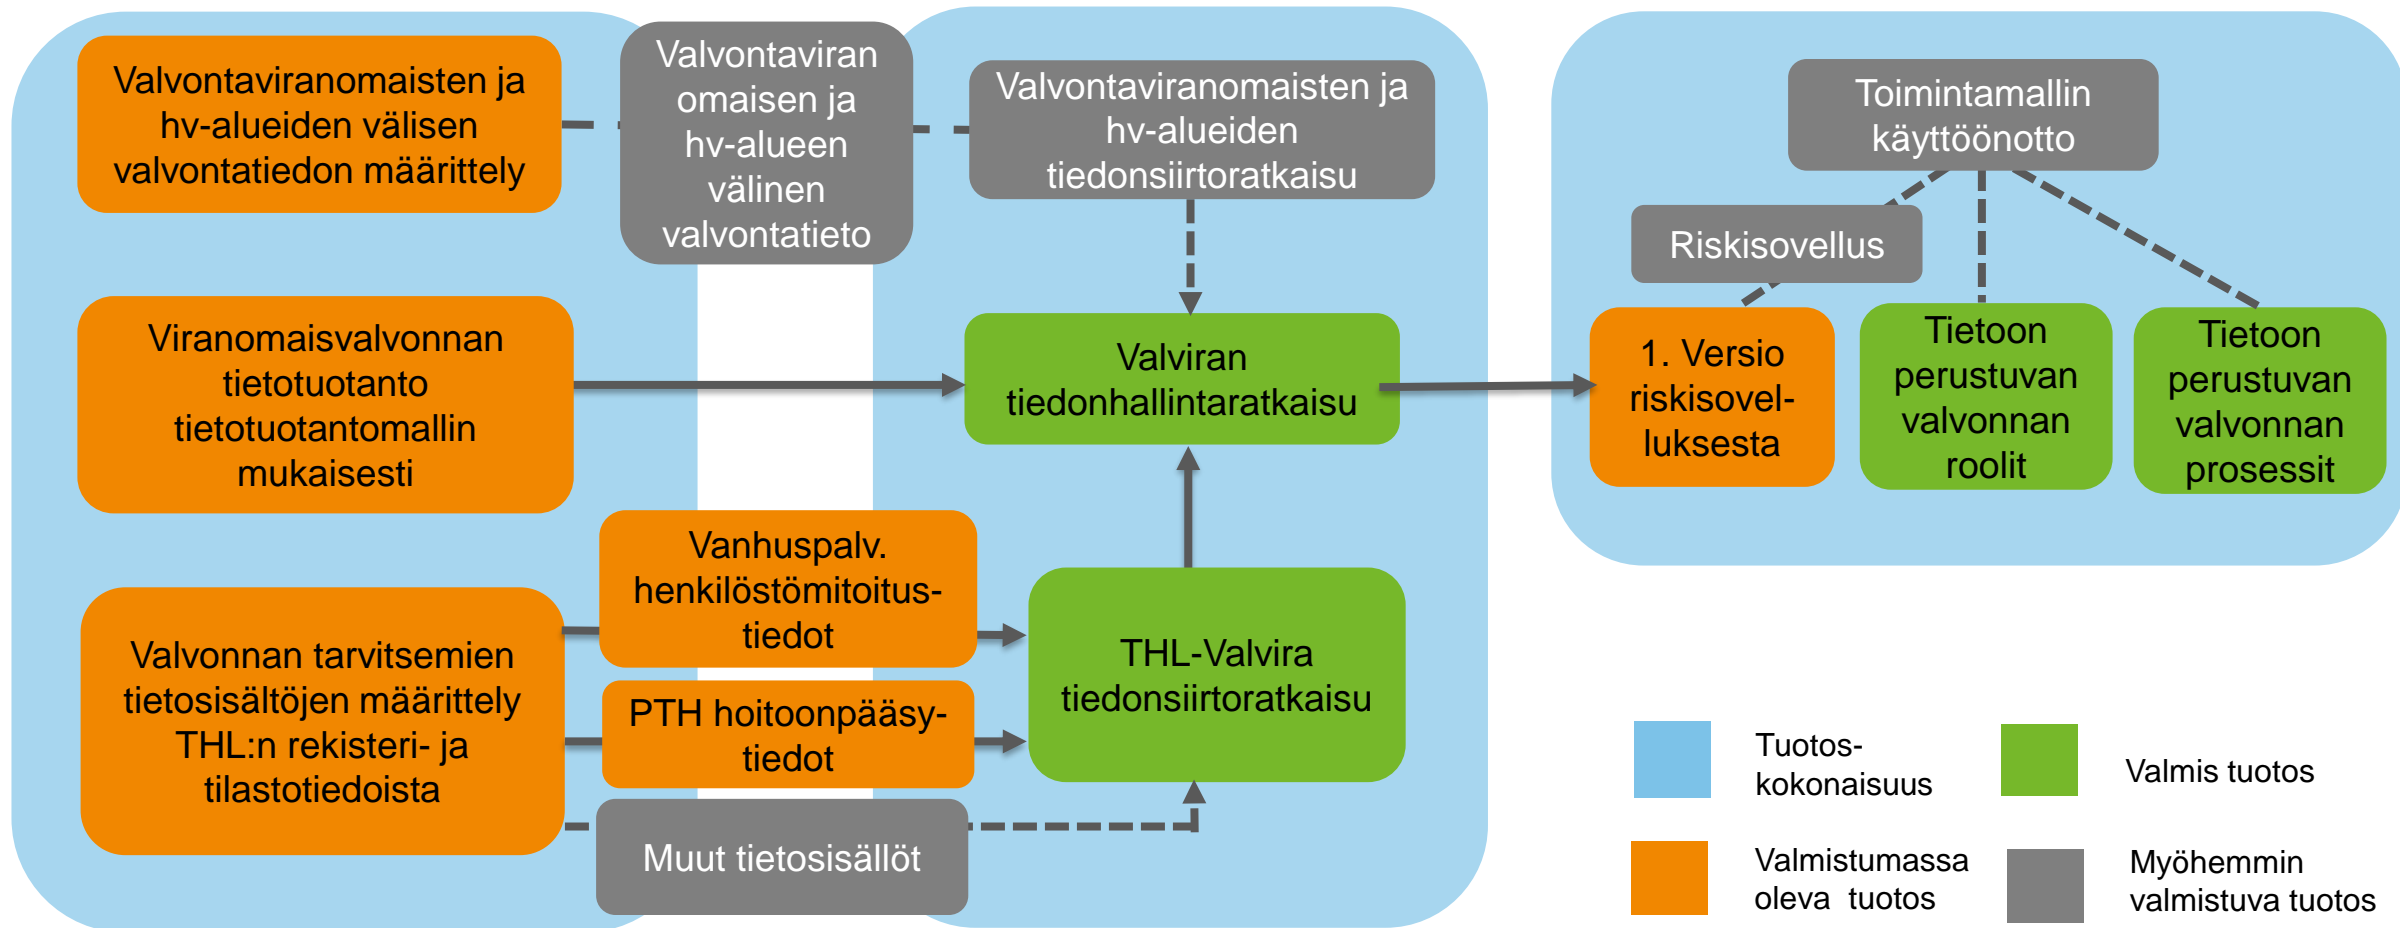 Valvontaviranomaisten ja
hv-alueiden välisen
valvontatiedon määrittely
Valvontaviran
omaisen ja
hv-alueen
välinen
valvontatieto
Valvontaviranomaisten ja
hv-alueiden
tiedonsiirtoratkaisu
Viranomaisvalvonnan
tietotuotanto
tietotuotantomallin
mukaisesti
Valviran
tiedonhallintaratkaisu
Valvonnan tarvitsemien
tietosisältöjen määrittely
THL:n rekisteri- ja
tilastotiedoista
Vanhuspalv.
henkilöstömitoitus-
tiedot
PTH hoitoonpääsy-
tiedot
Muut tietosisällöt
THL-Valvira
tiedonsiirtoratkaisu
Toimintamallin
käyttöönotto
Riskisovellus
1. Versio
riskisovel-
luksesta
Tietoon
perustuvan
valvonnan
roolit
Tietoon
perustuvan
valvonnan
prosessit
Tuotos-
kokonaisuus
Valmis tuotos
Valmistumassa
oleva tuotos
Myöhemmin
valmistuva tuotos